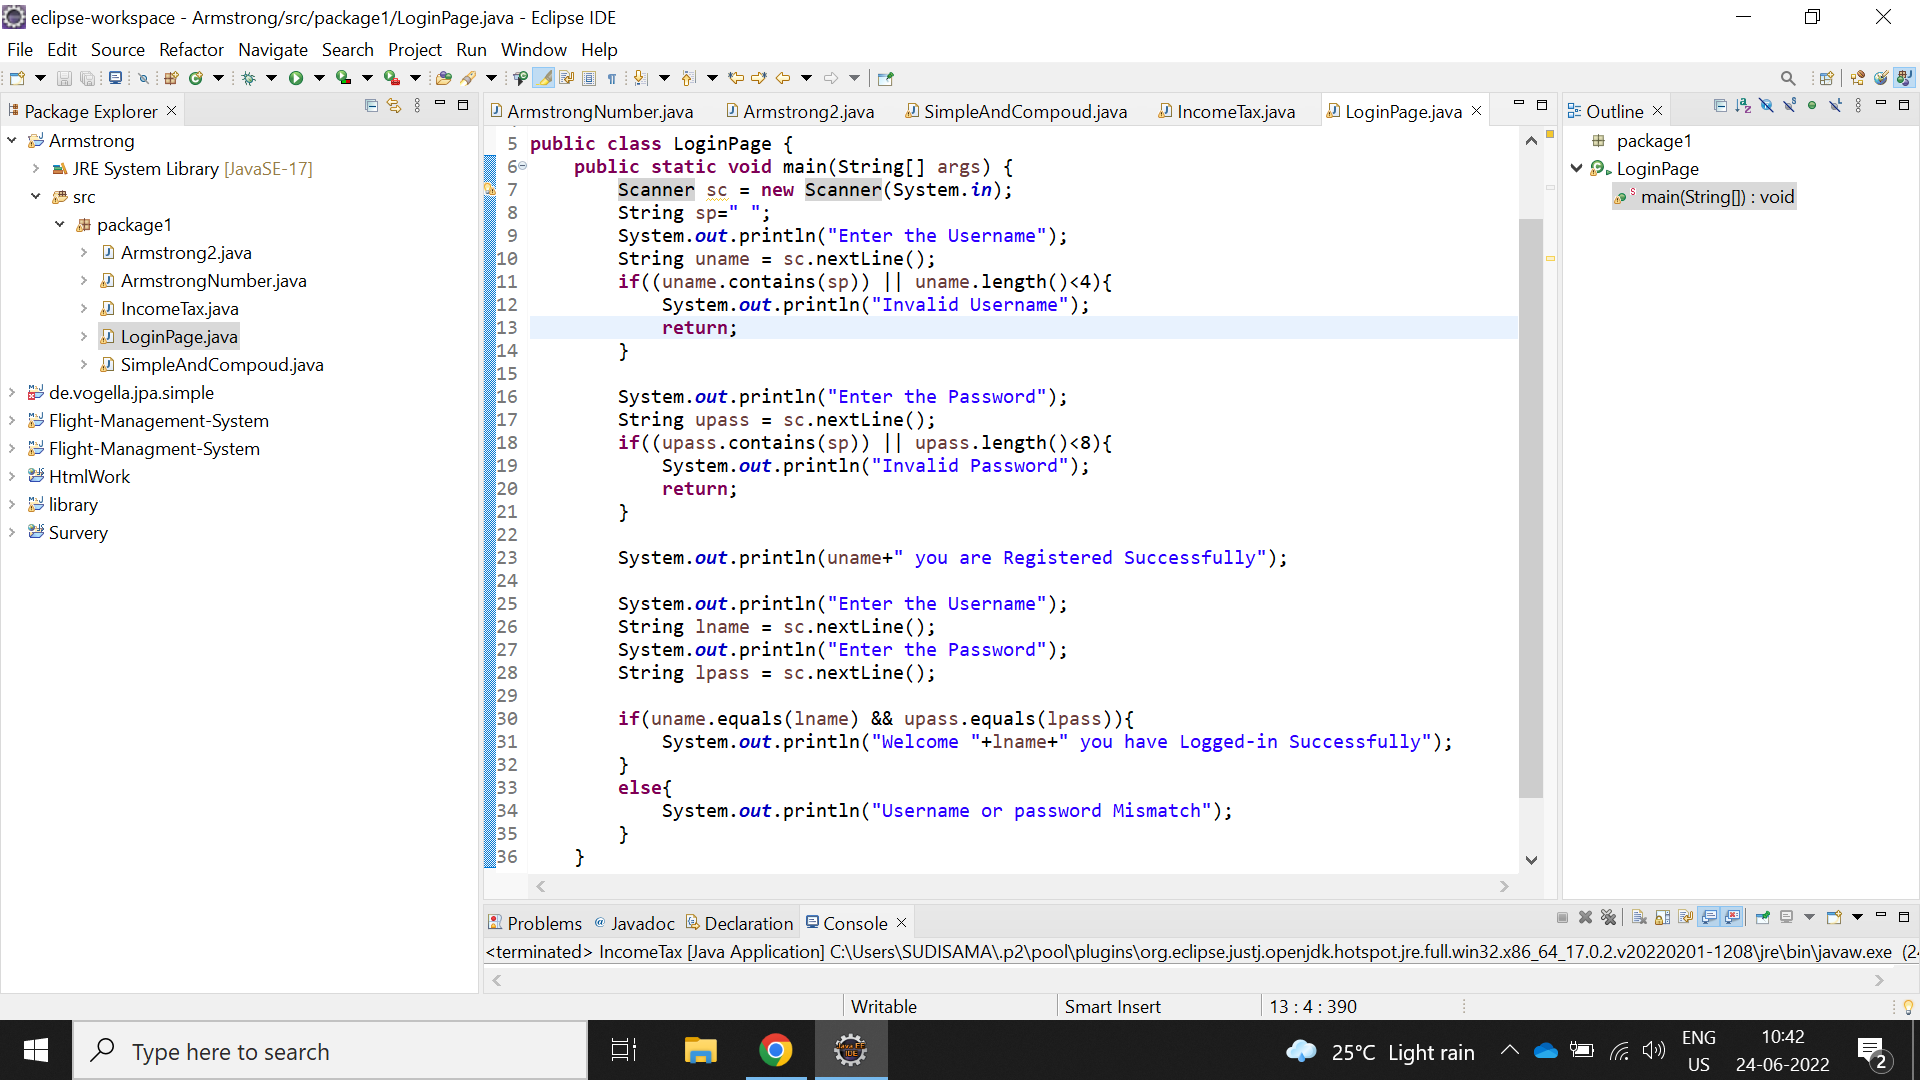 eclipse-workspace - Armstrong/src/package1/LoginPage.java - Eclipse IDE
File Edit Source Refactor Navigate Search Project Run Window Help
Package Explorer
Armstrong
JRE System Library [JavaSE-17]
src
package1
Armstrong2.java
ArmstrongNumber.java
IncomeTax.java
LoginPage.java
SimpleAndCompoud.java
de.vogella.jpa.simple
Flight-Management-System
Flight-Managment-System
HtmlWork
library
Survery
ArmstrongNumber.java Armstrong2.java SimpleAndCompoud.java IncomeTax.java LoginPage.java
5 public class LoginPage {
6 public static void main(String[] args) {
7 Scanner sc = new Scanner(System.in);
8 String sp=" ";
9 System.out.println("Enter the Username");
10 String uname = sc.nextLine();
11 if((uname.contains(sp)) || uname.length()<4){
12 System.out.println("Invalid Username");
13 return;
14 }
15
16 System.out.println("Enter the Password");
17 String upass = sc.nextLine();
18 if((upass.contains(sp)) || upass.length()<8){
19 System.out.println("Invalid Password");
20 return;
21 }
22
23 System.out.println(uname+" you are Registered Successfully");
24
25 System.out.println("Enter the Username");
26 String lname = sc.nextLine();
27 System.out.println("Enter the Password");
28 String lpass = sc.nextLine();
29
30 if(uname.equals(lname) && upass.equals(lpass)){
31 System.out.println("Welcome "+lname+" you have Logged-in Successfully");
32 }
33 else{
34 System.out.println("Username or password Mismatch");
35 }
36 }
Outline
package1
LoginPage
main(String[]) : void
Problems Javadoc Declaration Console
<terminated> IncomeTax [Java Application] C:\Users\SUDISAMA\.p2\pool\plugins\org.eclipse.justj.openjdk.hotspot.jre.full.win32.x86_64_17.0.2.v20220201-1208\jre\bin\javaw.exe (2
Writable Smart Insert 13 : 4 : 390
Type here to search
25°C Light rain
ENG
US
10:42
24-06-2022
2